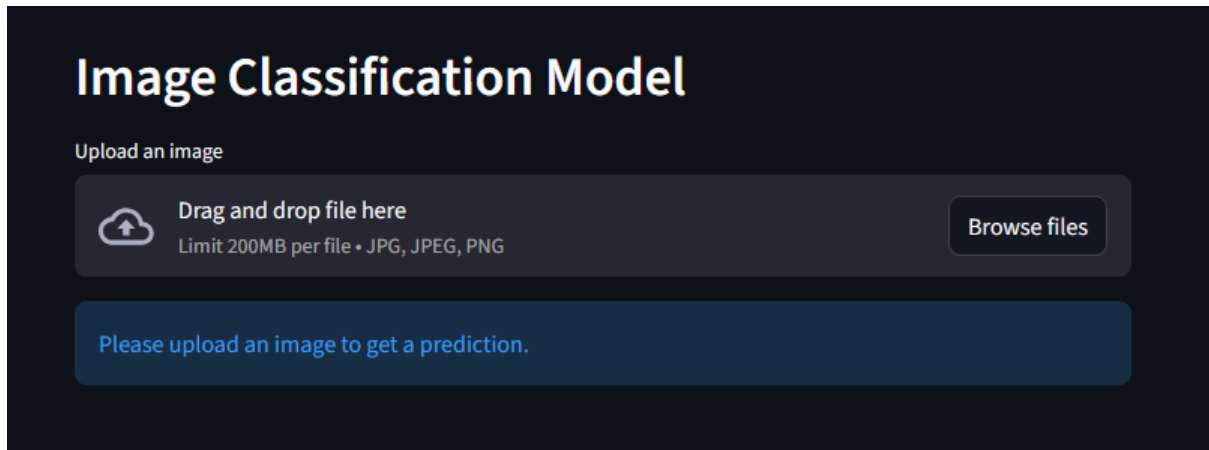 Image Classification Model
Upload an image
Drag and drop file here
Limit 200MB per file • JPG, JPEG, PNG
Browse files
Please upload an image to get a prediction.